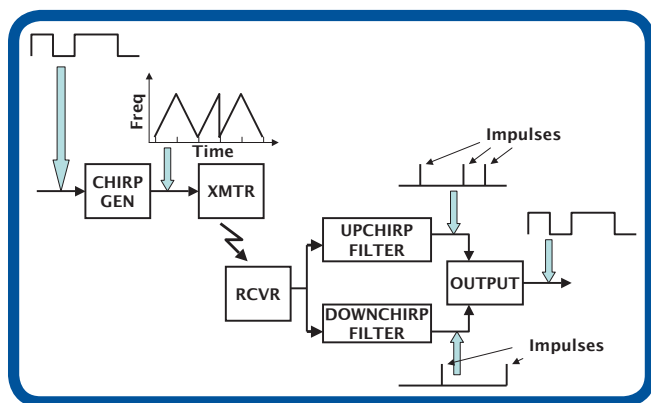 Freq
Time
CHIRP
GEN
XMTR
Impulses
UPCHIRP
FILTER
RCVR
OUTPUT
DOWNCHIRP
FILTER
Impulses